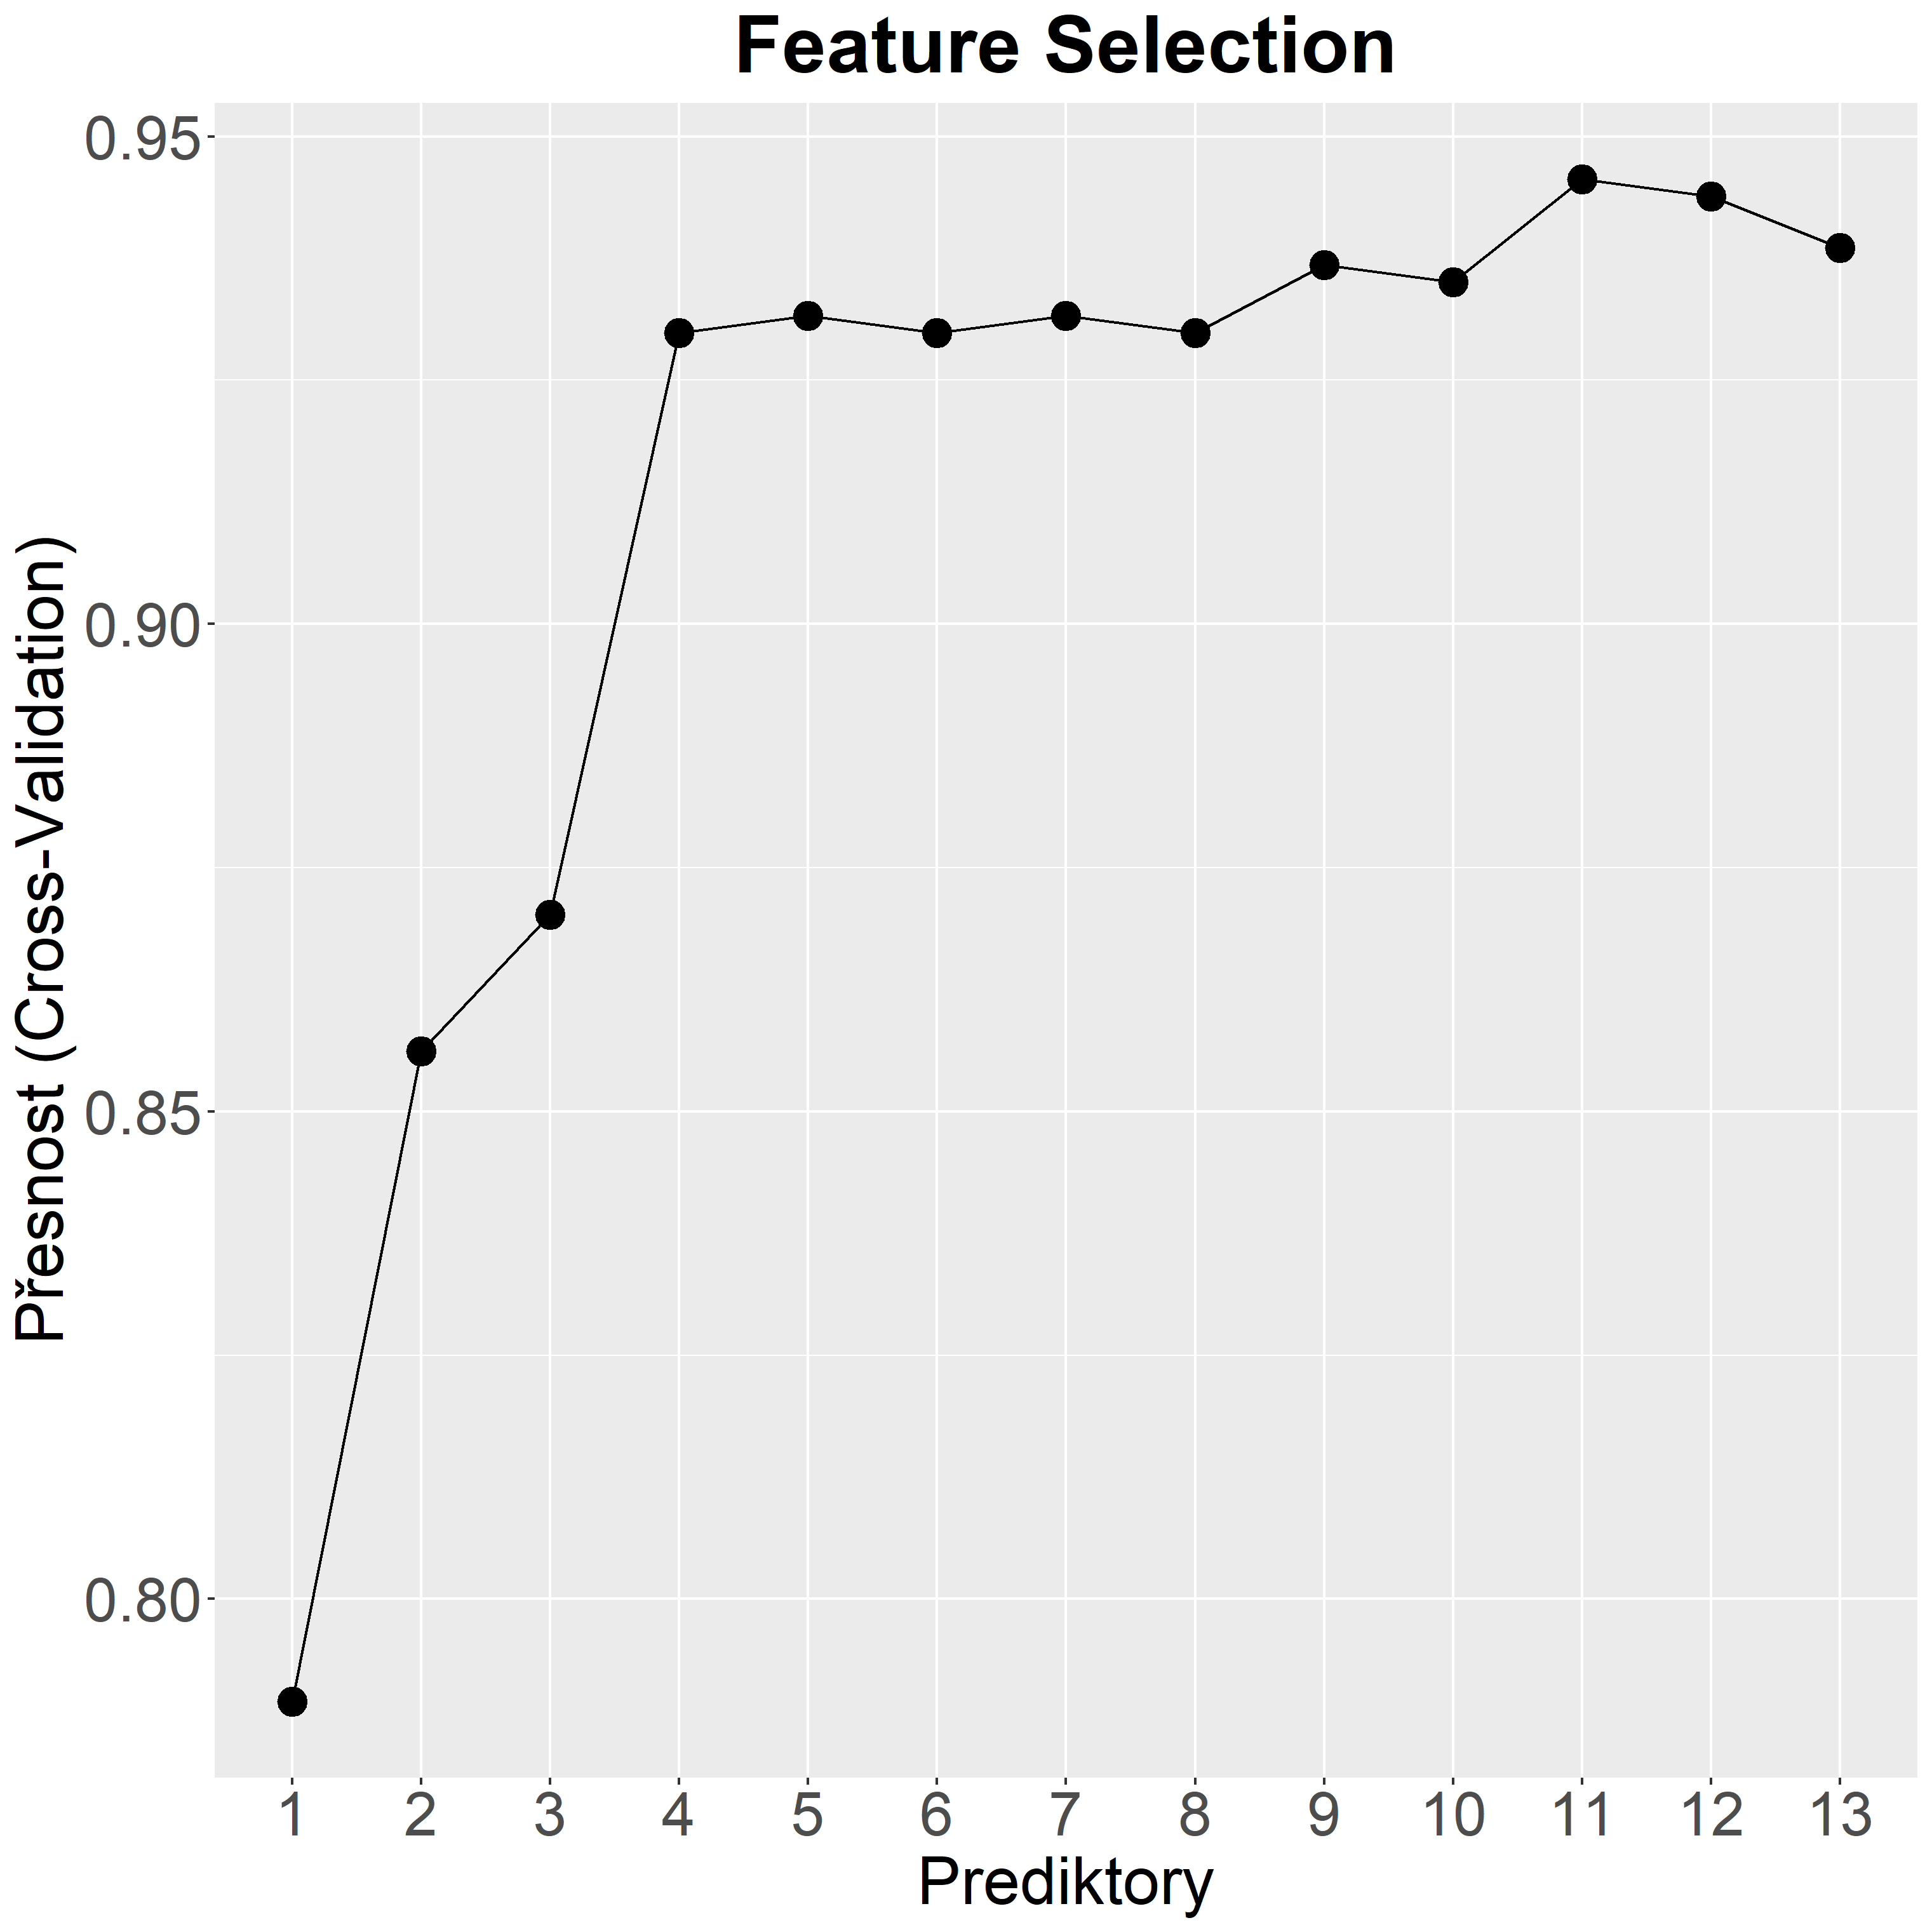 Feature Selection
0.95
0.90
0.85
0.80
Přesnost (Cross-Validation)
1 2 3 4 5 6 7 8 9 10 11 12 13
Prediktory